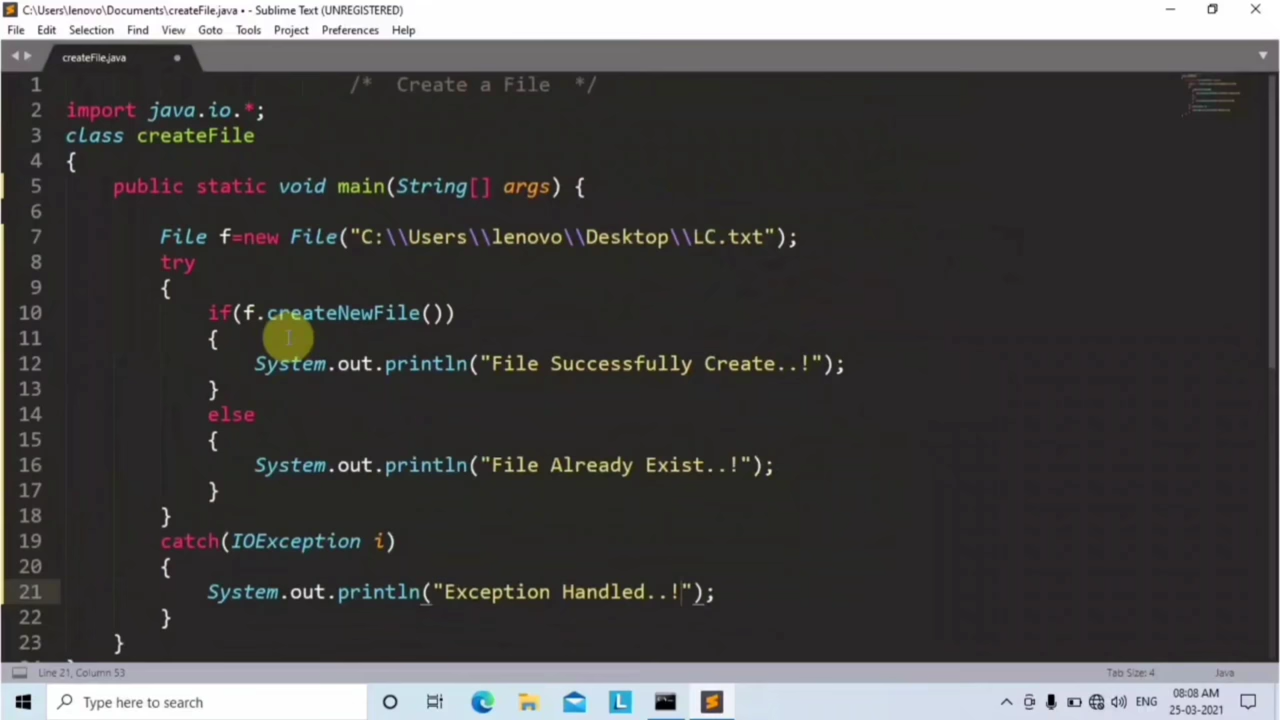 C:\Users\lenovo\Documents\createFile.java • - Sublime Text (UNREGISTERED)
File Edit Selection Find View Goto Tools Project Preferences Help
createFile.java
1 /* Create a File */
2 import java.io.*;
3 class createFile
4 {
5 public static void main(String[] args) {
6
7 File f=new File("C:\\Users\\lenovo\\Desktop\\LC.txt");
8 try
9 {
10 if(f.createNewFile())
11 {
12 System.out.println("File Successfully Create..!");
13 }
14 else
15 {
16 System.out.println("File Already Exist..!");
17 }
18 }
19 catch(IOException i)
20 {
21 System.out.println("Exception Handled..!");
22 }
23 }
Line 21, Column 53 Tab Size: 4 Java
Type here to search L ENG 08:08 AM
25-03-2021